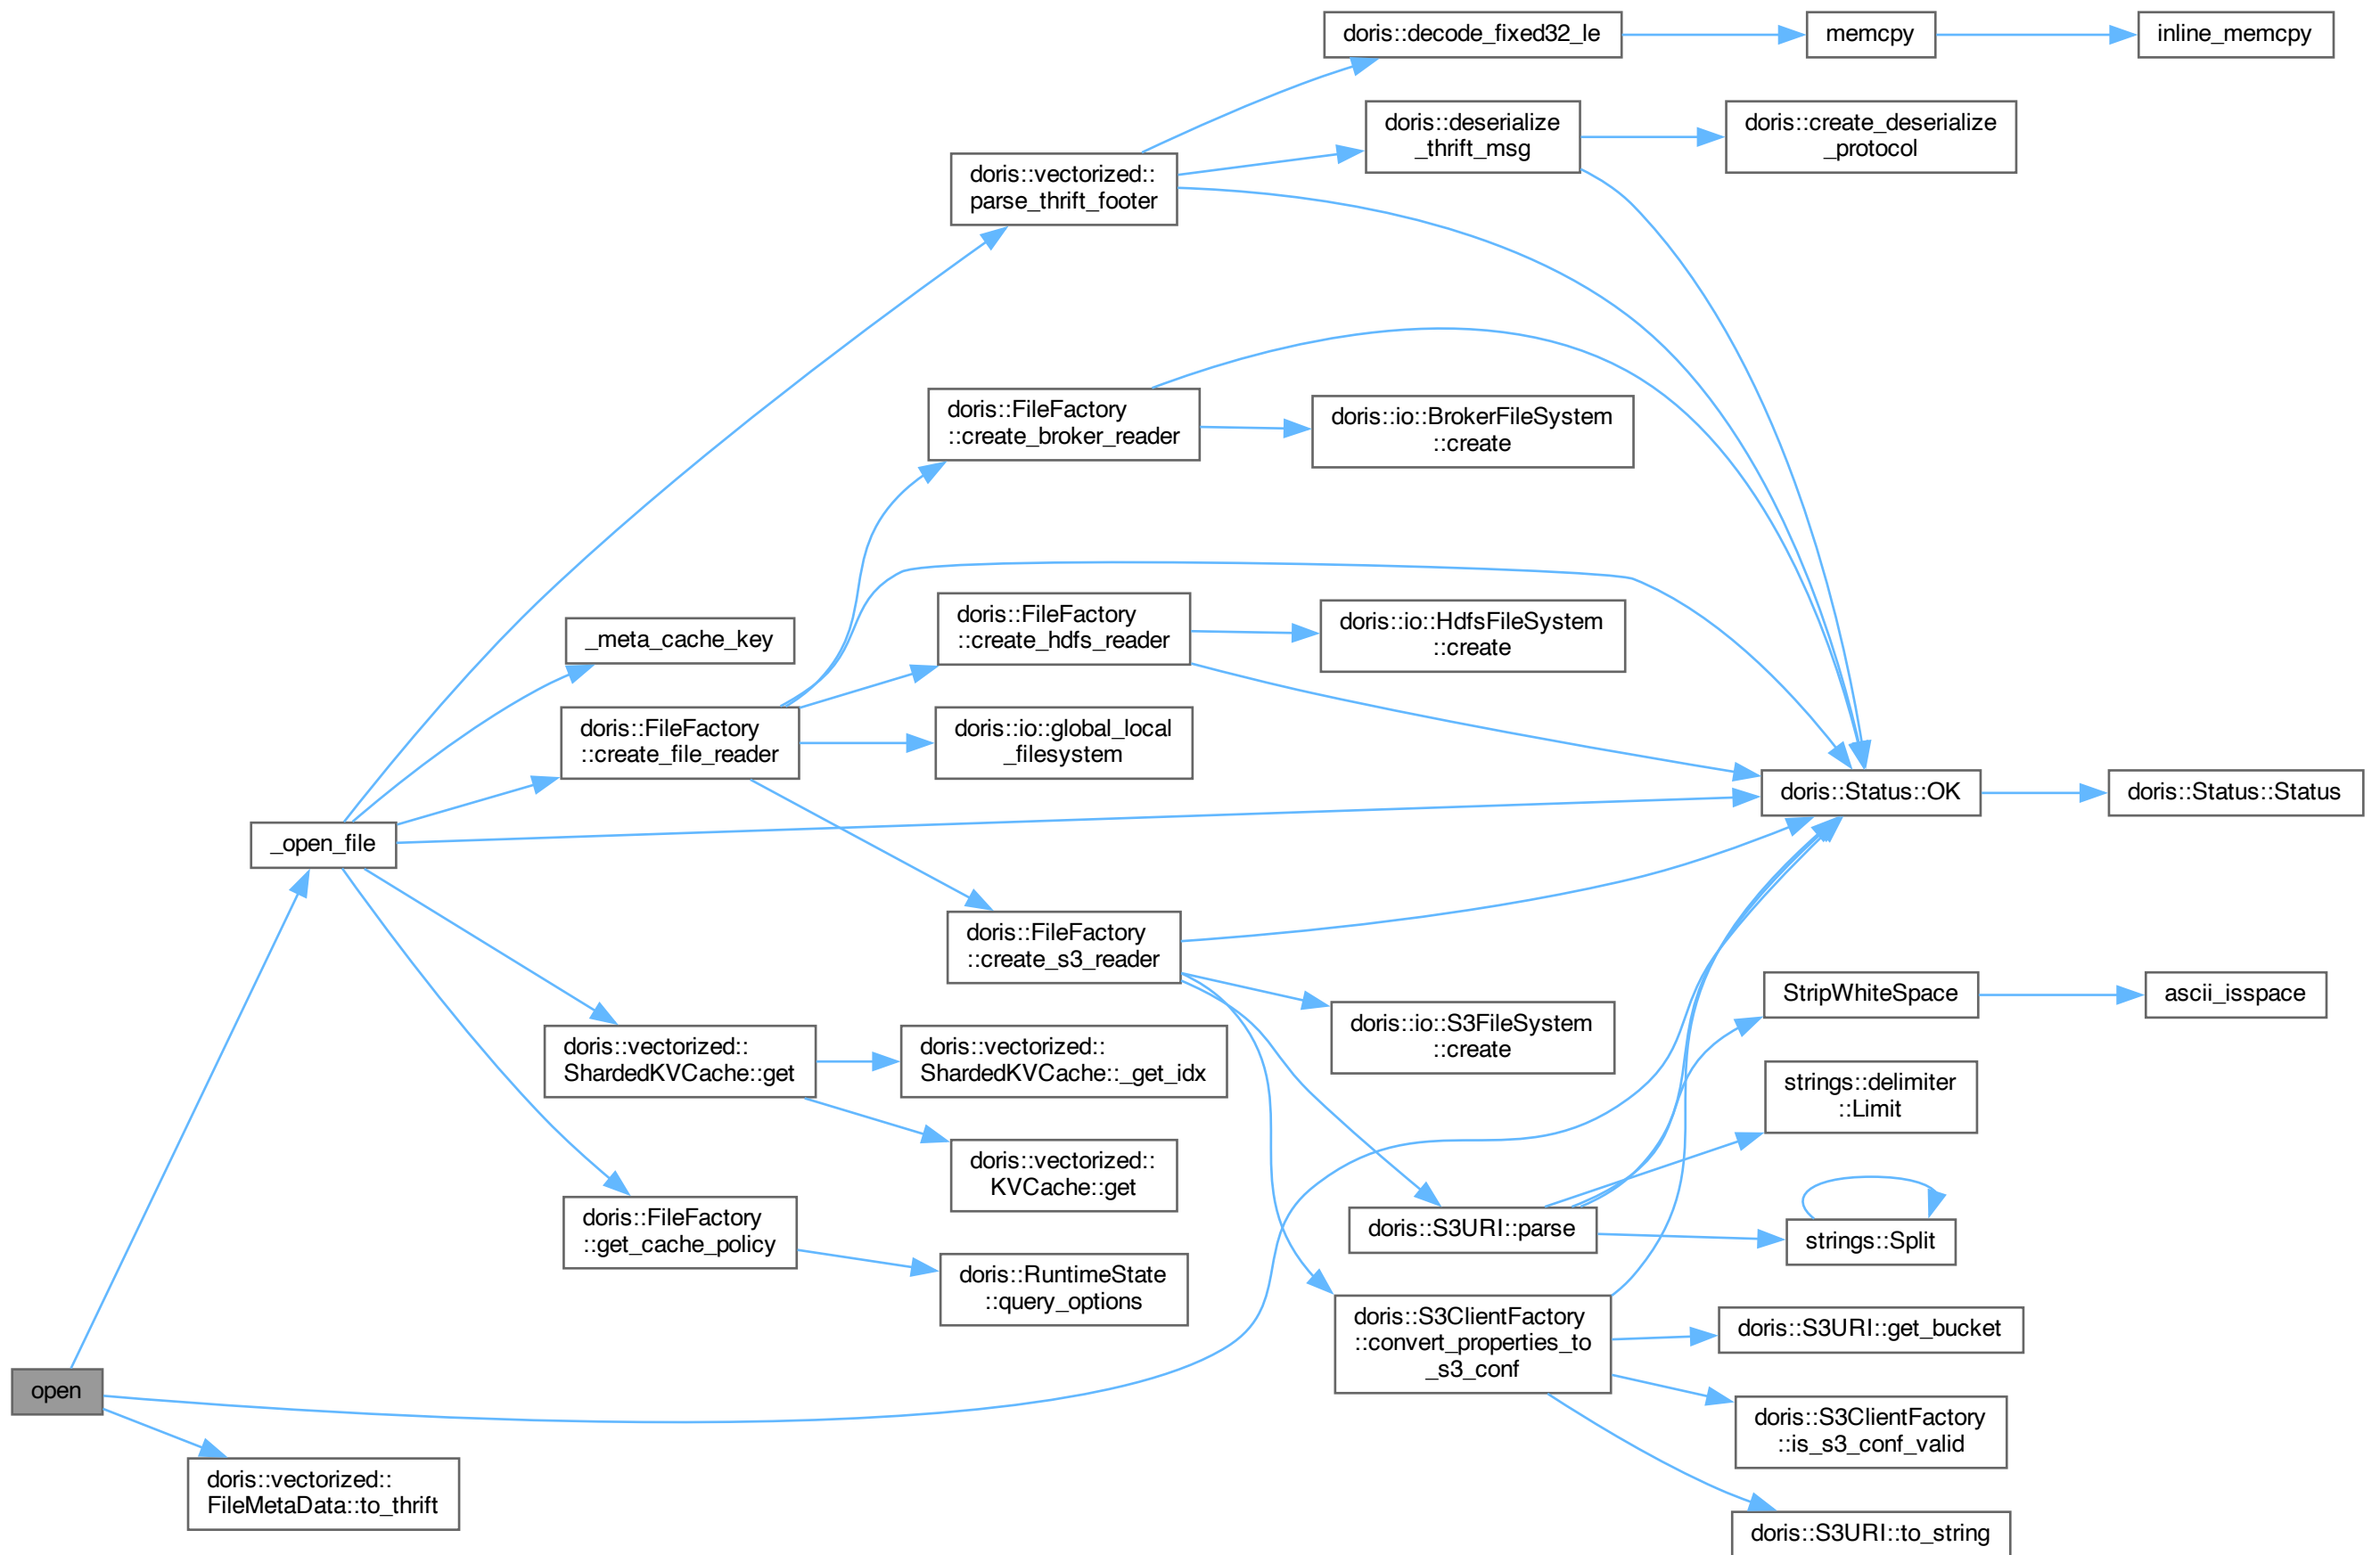 doris::decode_fixed32_le
memcpy
inline_memcpy
doris::deserialize
_thrift_msg
doris::create_deserialize
_protocol
doris::vectorized::
parse_thrift_footer
doris::FileFactory
::create_broker_reader
doris::io::BrokerFileSystem
::create
doris::FileFactory
::create_hdfs_reader
doris::io::HdfsFileSystem
::create
_meta_cache_key
doris::FileFactory
::create_file_reader
doris::io::global_local
_filesystem
doris::Status::OK
doris::Status::Status
_open_file
doris::FileFactory
::create_s3_reader
StripWhiteSpace
ascii_isspace
doris::io::S3FileSystem
::create
doris::vectorized::
ShardedKVCache::get
doris::vectorized::
ShardedKVCache::_get_idx
strings::delimiter
::Limit
doris::vectorized::
KVCache::get
doris::FileFactory
::get_cache_policy
doris::S3URI::parse
strings::Split
doris::RuntimeState
::query_options
doris::S3ClientFactory
::convert_properties_to
_s3_conf
doris::S3URI::get_bucket
open
doris::S3ClientFactory
::is_s3_conf_valid
doris::vectorized::
FileMetaData::to_thrift
doris::S3URI::to_string